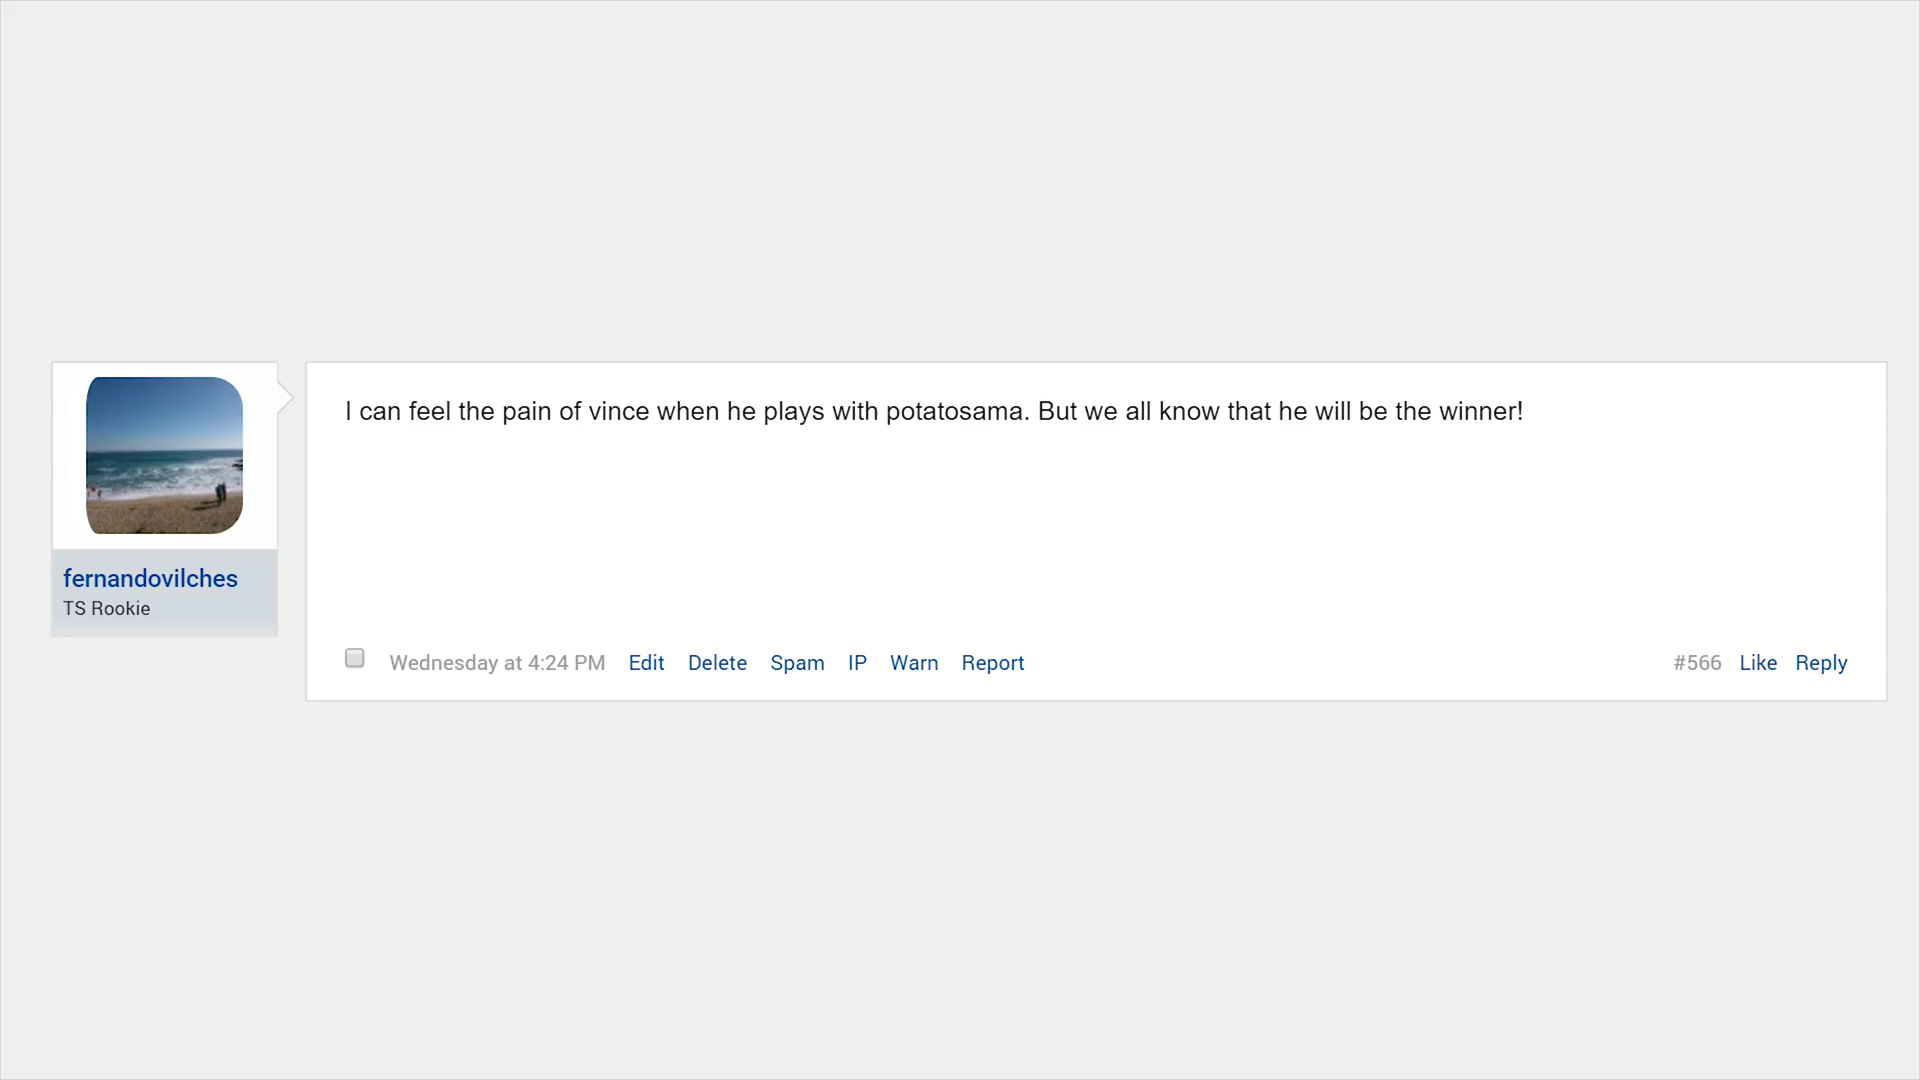 I can feel the pain of vince when he plays with potatosama. But we all know that he will be the winner!
fernandovilches
TS Rookie
Wednesday at 4:24 PM Edit Delete Spam IP Warn Report #566 Like Reply